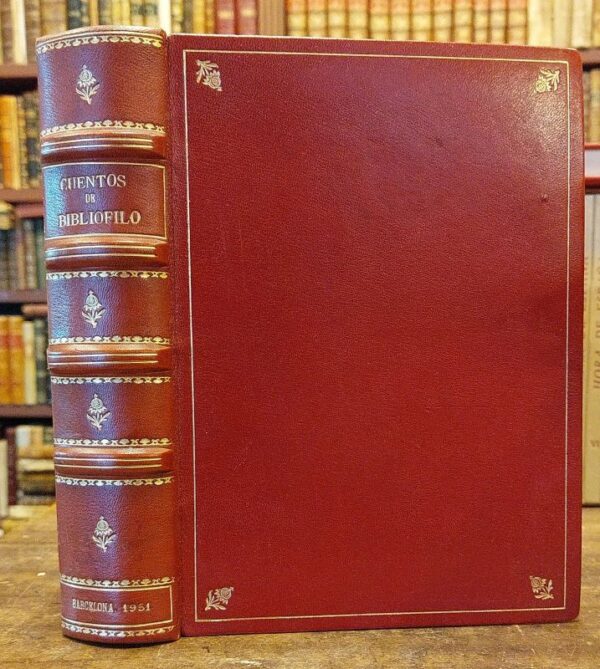 CUENTOS
DE
BIBLIOFILO
BARCELONA, 1951